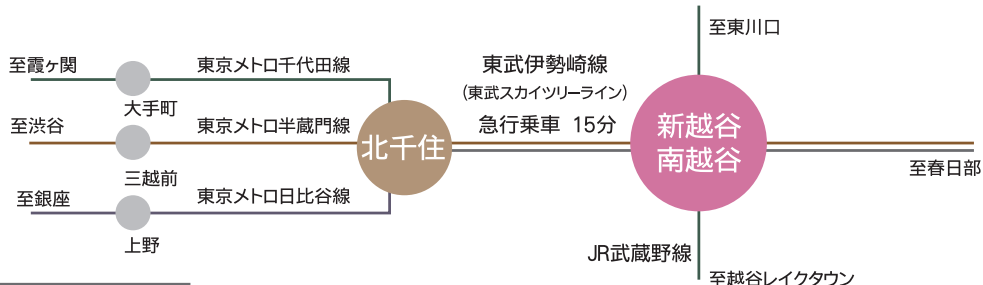 至東川口
至霞ヶ関
東京メトロ千代田線
大手町
東武伊勢崎線
(東武スカイツリーライン)
急行乗車 15分
至渋谷
東京メトロ半蔵門線
三越前
北千住
新越谷
南越谷
至春日部
至銀座
東京メトロ日比谷線
上野
JR武蔵野線
至越谷レイクタウン